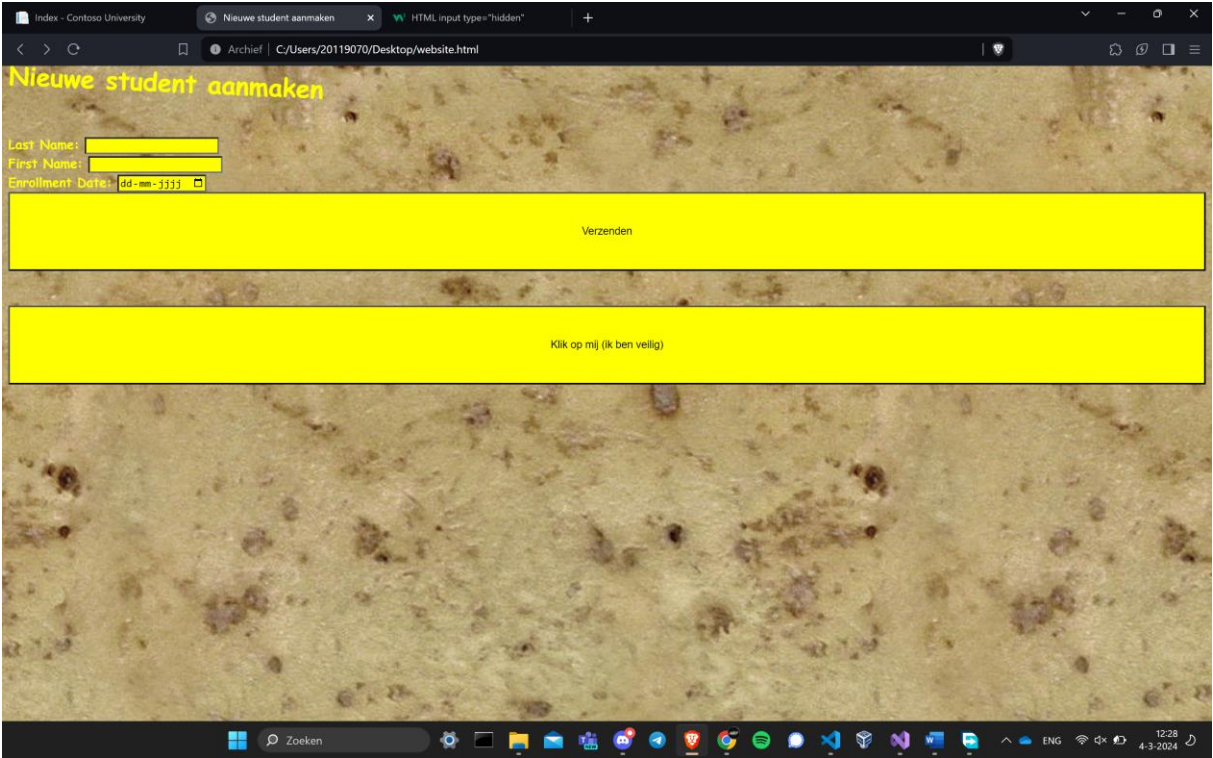 Index - Contoso University
Nieuwe student aanmaken
HTML input type="hidden"
Archief | C:/Users/20119070/Desktop/website.html
Nieuwe student aanmaken
Last Name:
First Name:
Enrollment Date: dd-mm-jjjj
Verzenden
Klik op mij (ik ben veilig)
Zoeken
ENG
12:28
4-3-2024